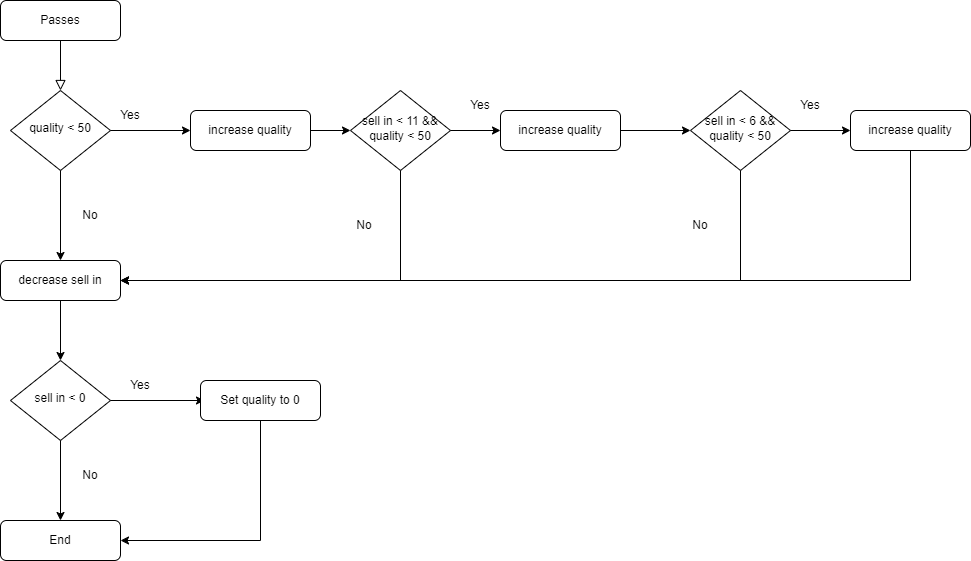 Passes
quality < 50
Yes
increase quality
sell in < 11 &&
quality < 50
Yes
increase quality
sell in < 6 &&
quality < 50
Yes
increase quality
No
No
No
decrease sell in
sell in < 0
Yes
Set quality to 0
No
End